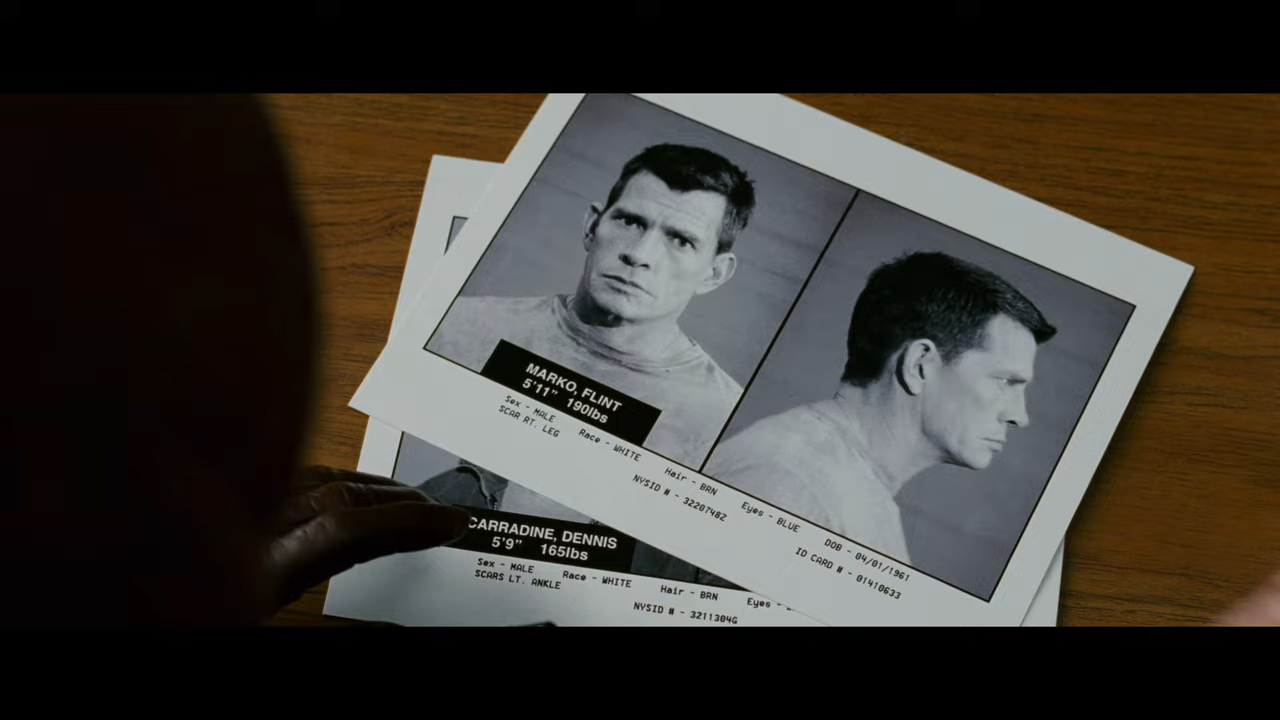 MARKO, FLINT
5'11" 190lbs
Sex - MALE Race - WHITE Hair - BRN Eyes - BLUE DOB - 04/01/1961
SCAR RT. LEG NYSID # - 3220748Z ID CARD # - 01410633
CARRADINE, DENNIS
5'9" 165lbs
Sex - MALE Race - WHITE Hair - BRN Eyes -
SCARS LT. ANKLE NYSID # - 3211304G